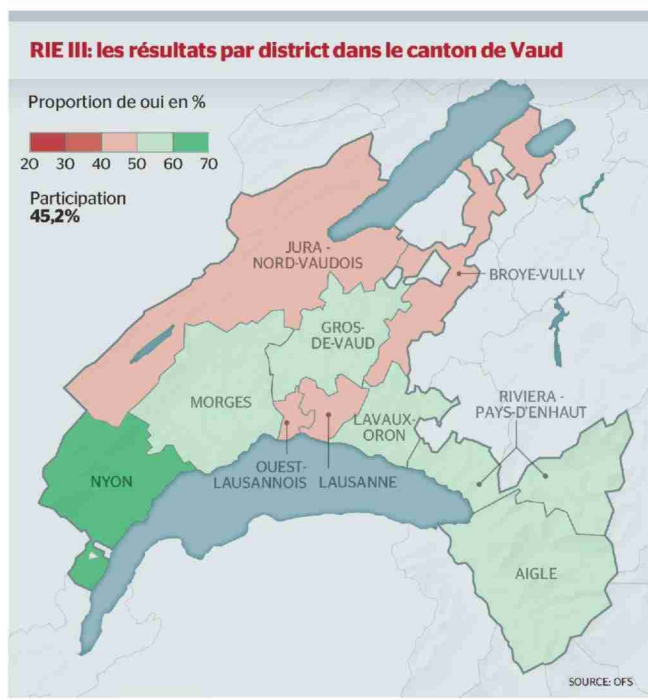 RIE III: les résultats par district dans le canton de Vaud
Proportion de oui en %
20 30 40 50 60 70
Participation
45,2%
JURA -
NORD-VAUDOIS
BROYE-VULLY
GROS-
DE-VAUD
MORGES
RIVIERA -
PAYS-D'ENHAUT
LAVAUX-
ORON
OUEST-
LAUSANNOIS
LAUSANNE
NYON
AIGLE
SOURCE: OFS